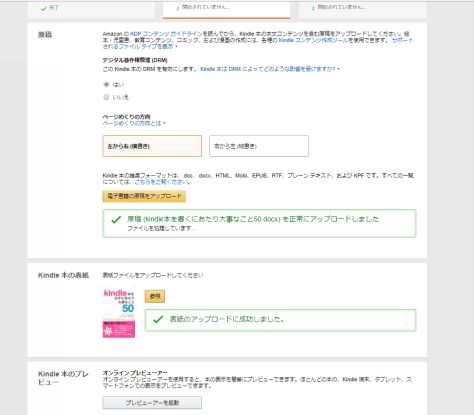 完了
開始されていません...
開始されていません。
原稿
Amazon の KDP コンテンツ ガイドラインを読んでから、Kindle 本の本文コンテンツを含む原稿をアップロードしてください。絵
本・児童書、教育コンテンツ、コミック、および漫画の作成には、各種の Kindle コンテンツ作成ツールを使用できます。 サポート
されるファイル タイプを表示
デジタル著作権管理 (DRM)
この Kindle 本の DRM を有効にします。 Kindle 本は DRM によってどのような影響を受けますか?
はい
いいえ
ページめくりの方向
ページめくりの方向とは
左から右 (横書き)
右から左 (縦書き)
Kindle 本の推奨フォーマットは、.doc、.docx、HTML、Mobi、EPUB、RTF、プレーン テキスト、および KPF です。すべての一覧
については、こちらをご覧ください。
電子書籍の原稿をアップロード
原稿 (kindle本を書くにあたり大事なこと50.docx) を正常にアップロードしました
ファイルを処理しています...
Kindle 本の表紙
表紙ファイルをアップロードしてください
kindle本を
出すにあたり
大事なこと
50
参照
表紙のアップロードに成功しました。
Kindle 本のプレ
ビュー
オンライン プレビューアー
オンライン プレビューアーを使用すると、本の表示を簡単にプレビューできます。ほとんどの本の、Kindle 端末、タブレット、ス
マートフォンでの表示をプレビューできます。
プレビューアーを起動